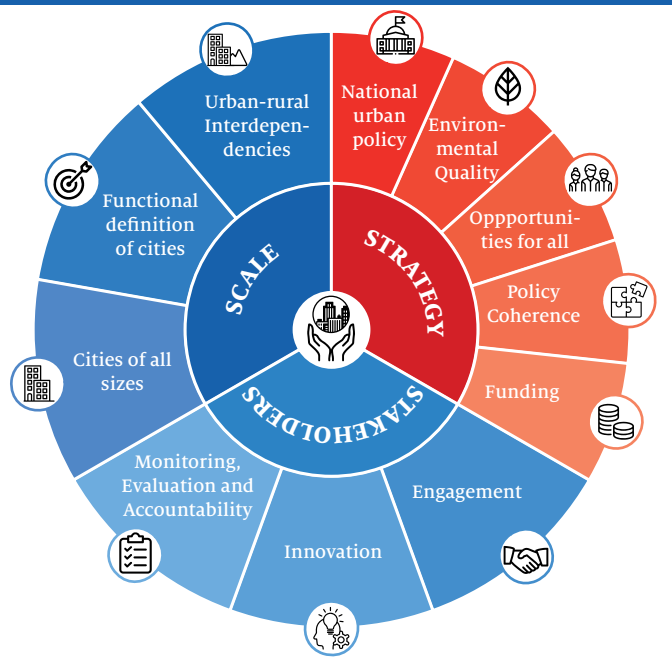 Urban-rural
Interdepen-
dencies
National
urban
policy
Environ-
mental
Quality
Functional
definition
of cities
Oppportuni-
ties for all
SCALE
STRATEGY
Policy
Coherence
Cities of all
sizes
Funding
STAKEHOLDERS
Monitoring,
Evaluation and
Accountability
Engagement
Innovation